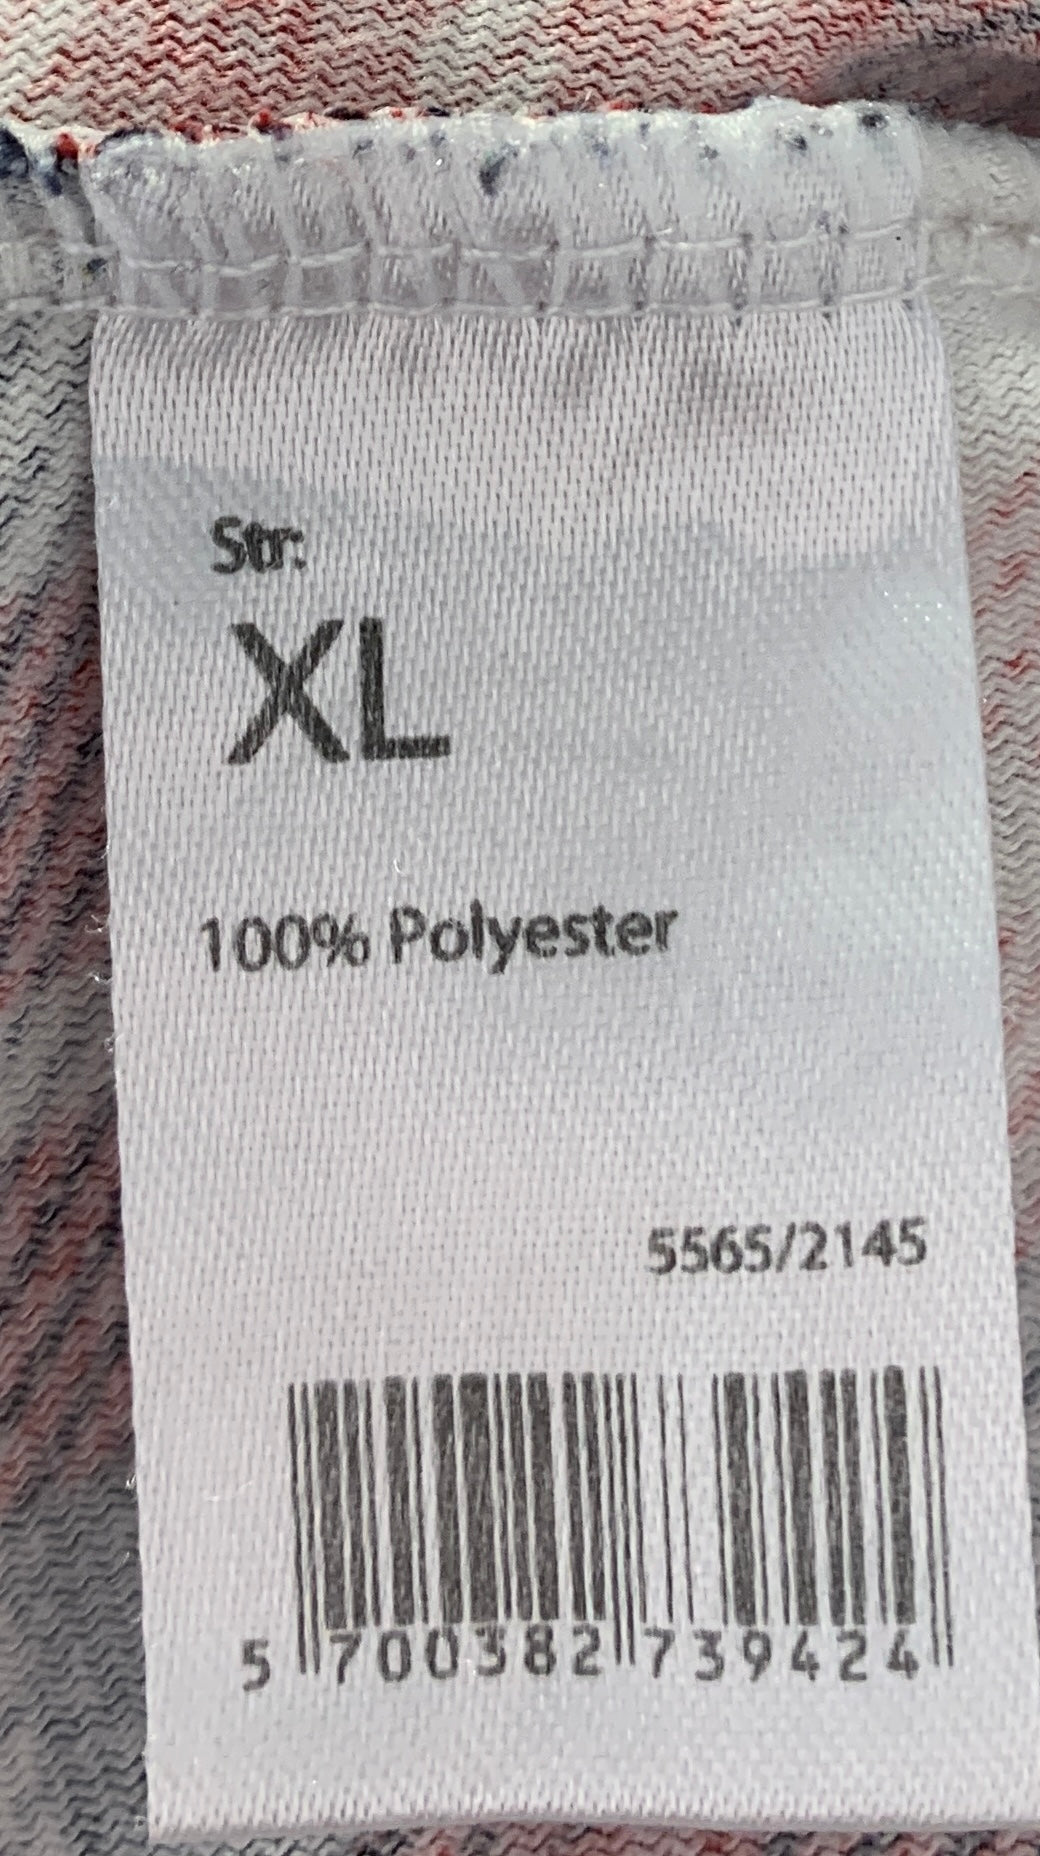 Str:
XL
100% Polyester
5565/2145
5 700382 739424